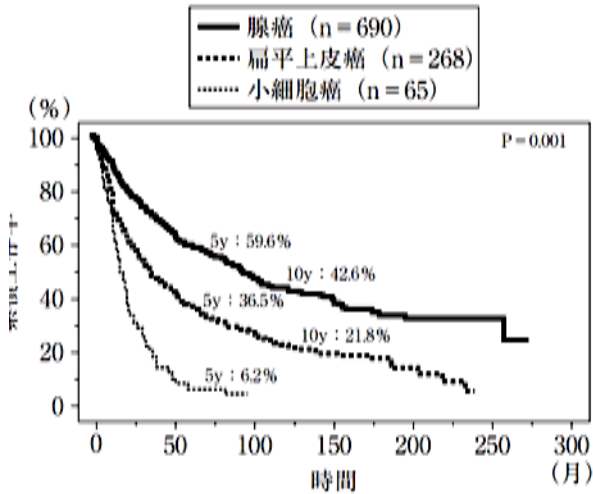 腺癌（n＝690）
扁平上皮癌（n＝268）
小細胞癌（n＝65）
(%)
100
80
60
40
20
0
P＝0.001
5y：59.6%
10y：42.6%
5y：36.5%
10y：21.8%
5y：6.2%
0 50 100 150 200 250 300
(月)
時間